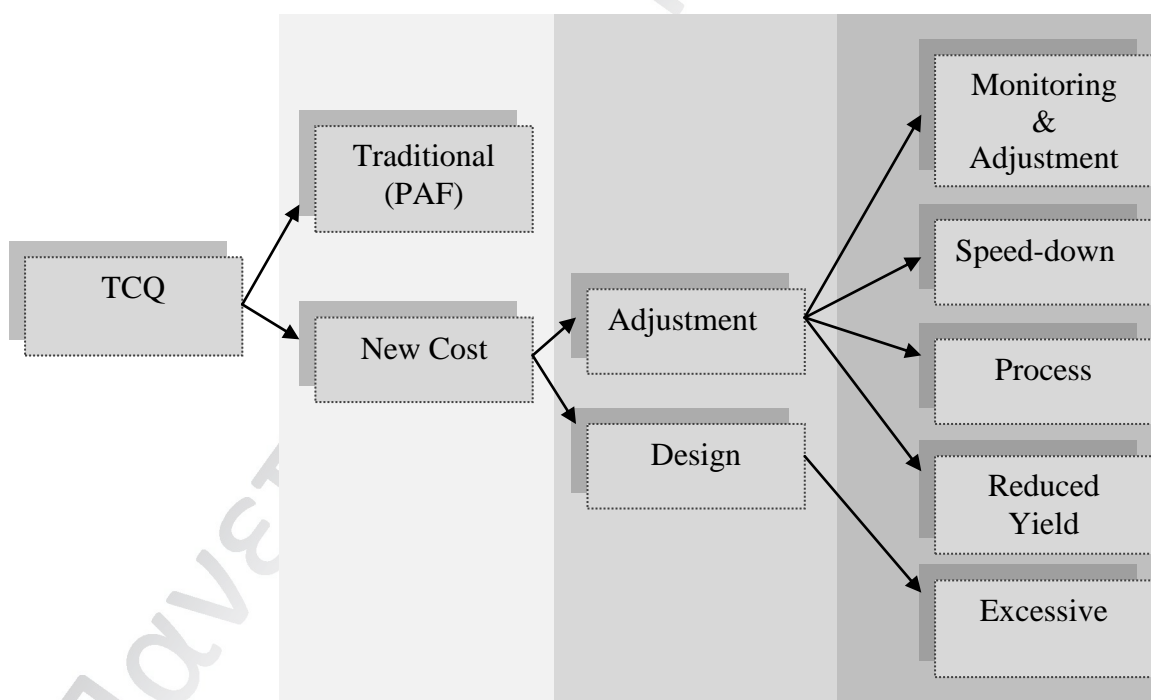 TCQ
Traditional
(PAF)
New Cost
Adjustment
Design
Monitoring
&
Adjustment
Speed-down
Process
Reduced
Yield
Excessive